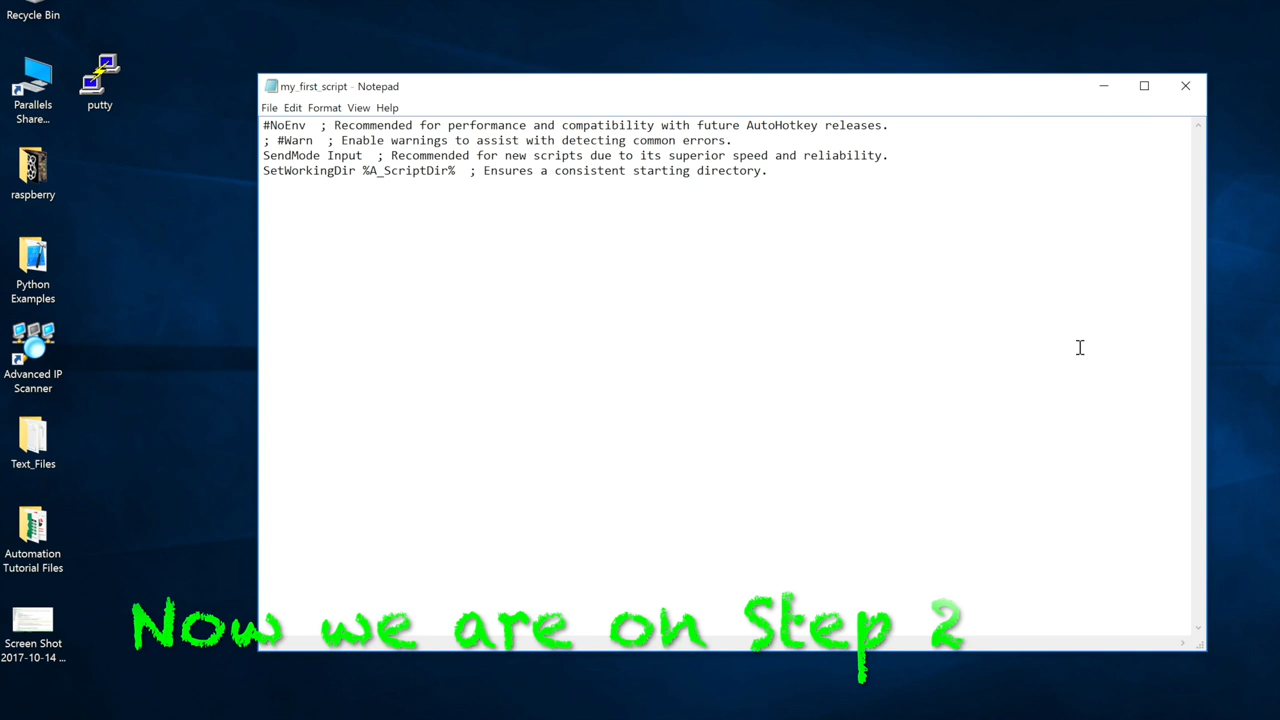 Recycle Bin
Parallels
Share...
putty
raspberry
Python
Examples
Advanced IP
Scanner
Text_Files
Automation
Tutorial Files
Screen Shot
2017-10-14 ...
my_first_script - Notepad
File Edit Format View Help
#NoEnv  ; Recommended for performance and compatibility with future AutoHotkey releases.
; #Warn  ; Enable warnings to assist with detecting common errors.
SendMode Input  ; Recommended for new scripts due to its superior speed and reliability.
SetWorkingDir %A_ScriptDir%  ; Ensures a consistent starting directory.
Now we are on Step 2